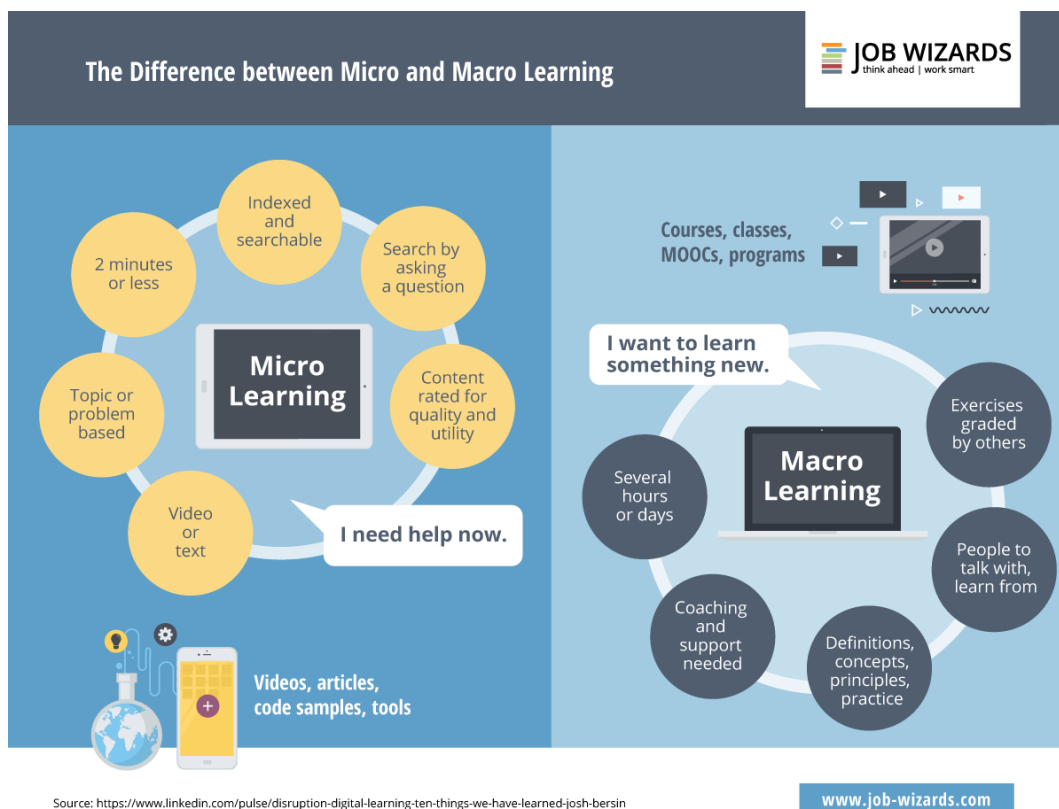 The Difference between Micro and Macro Learning
JOB WIZARDS
think ahead | work smart
Indexed
and
searchable
Search by
asking
a question
2 minutes
or less
Micro
Learning
Content
rated for
quality and
utility
Topic or
problem
based
Video
or
text
I need help now.
Videos, articles,
code samples, tools
Courses, classes,
MOOCs, programs
I want to learn
something new.
Exercises
graded
by others
Macro
Learning
Several
hours
or days
People to
talk with,
learn from
Coaching
and
support
needed
Definitions,
concepts,
principles,
practice
Source: https://www.linkedin.com/pulse/disruption-digital-learning-ten-things-we-have-learned-josh-bersin
www.job-wizards.com